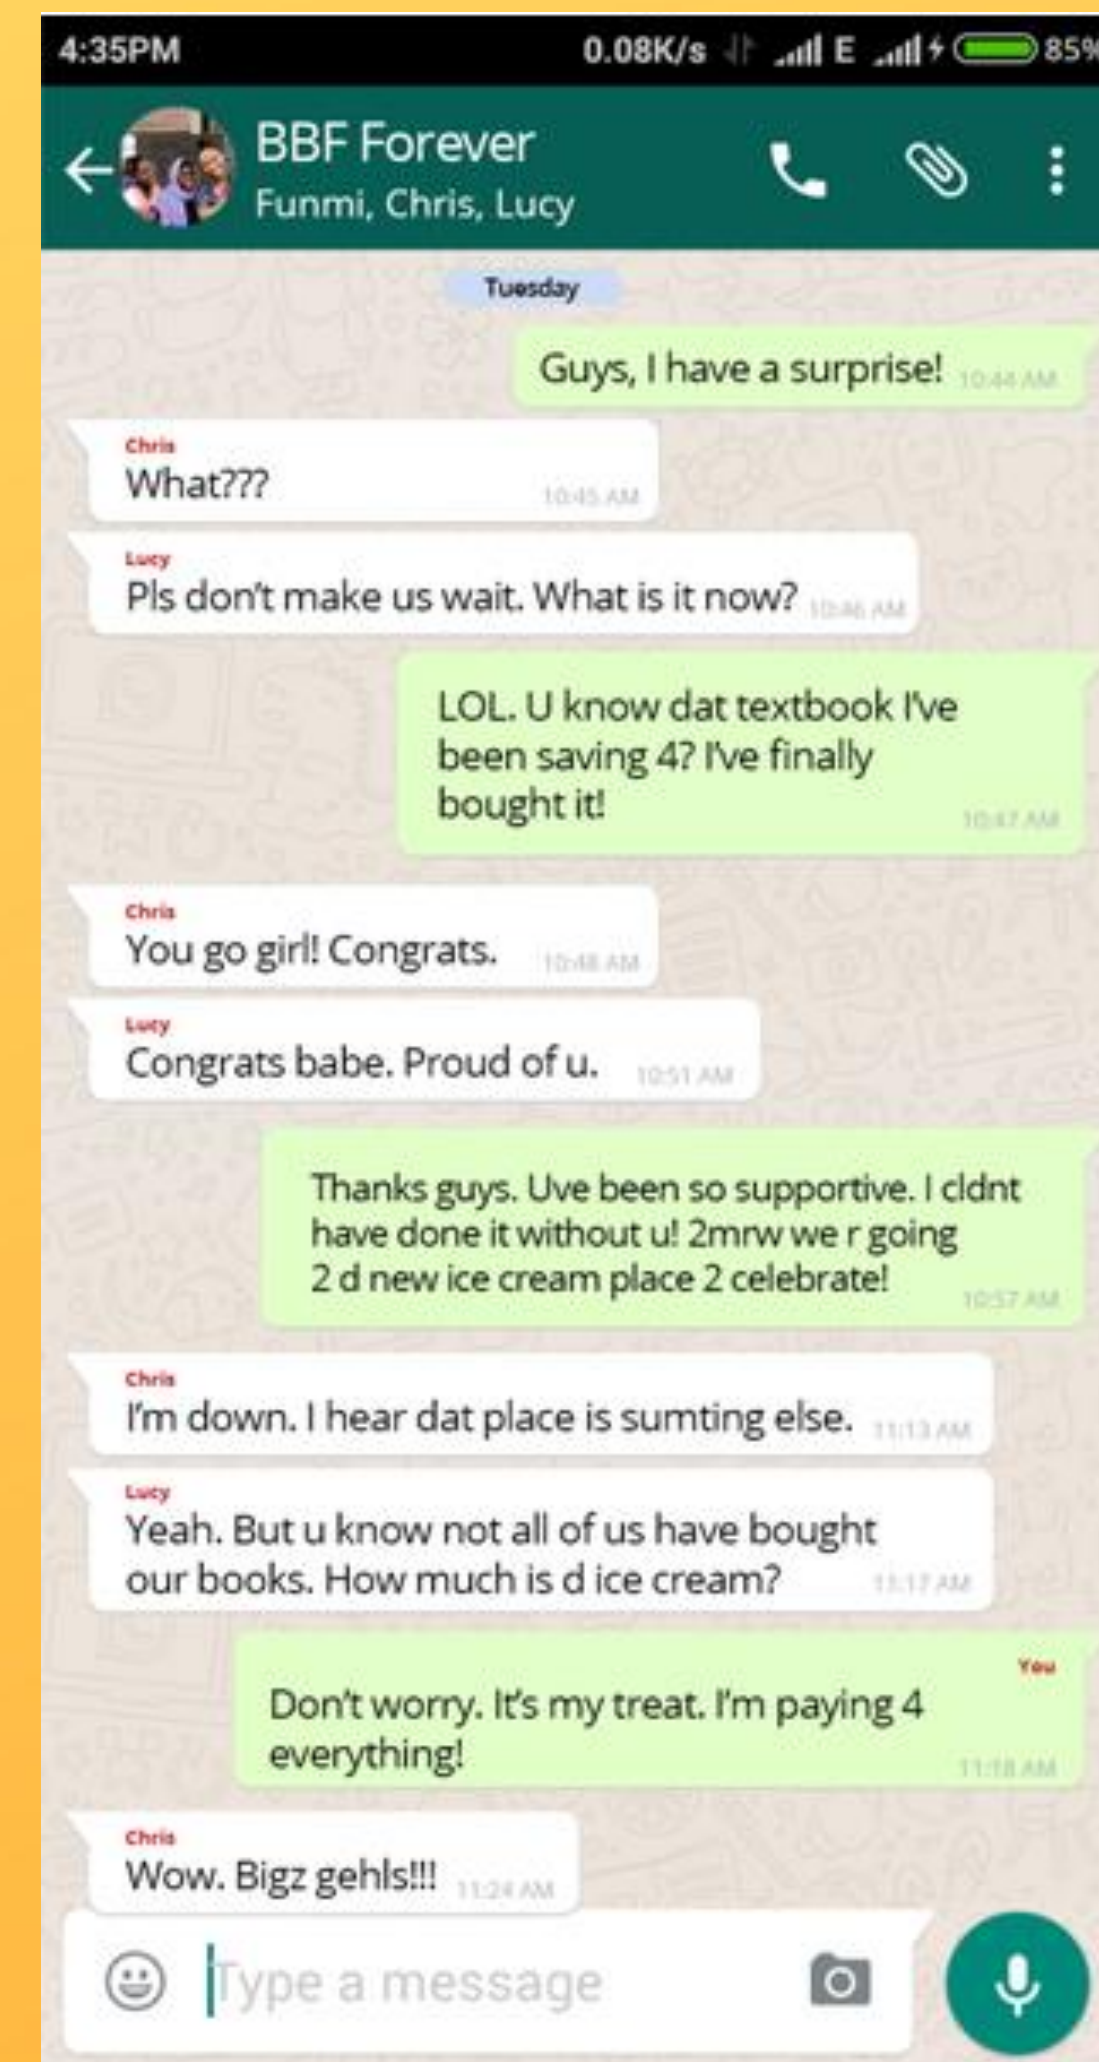 4:35PM 0.08K/s E 85%
BBF Forever
Funmi, Chris, Lucy
Tuesday
Guys, I have a surprise! 10:44 AM
Chris
What??? 10:45 AM
Lucy
Pls don't make us wait. What is it now? 10:46 AM
LOL. U know dat textbook I've
been saving 4? I've finally
bought it! 10:47 AM
Chris
You go girl! Congrats. 10:48 AM
Lucy
Congrats babe. Proud of u. 10:51 AM
Thanks guys. Uve been so supportive. I cldnt
have done it without u! 2mrw we r going
2 d new ice cream place 2 celebrate! 10:57 AM
Chris
I'm down. I hear dat place is sumting else. 11:13 AM
Lucy
Yeah. But u know not all of us have bought
our books. How much is d ice cream? 11:17 AM
You
Don't worry. It's my treat. I'm paying 4
everything! 11:18 AM
Chris
Wow. Bigz gehls!!! 11:24 AM
Type a message